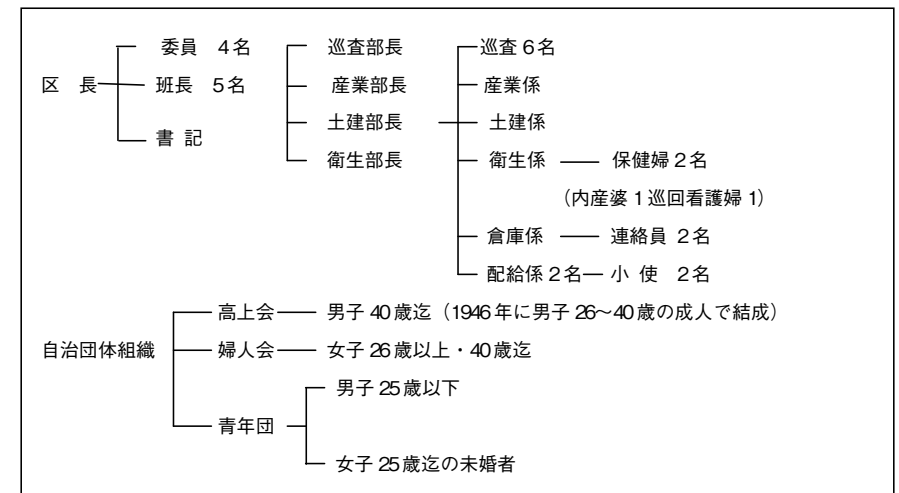 委員 4名 巡査部長 巡査6名
区 長 班長 5名 産業部長 産業係
書 記 土建部長 土建係
衛生部長 衛生係 保健婦2名
(内産婆1巡回看護婦1)
倉庫係 連絡員 2名
配給係2名 小 使 2名
高上会 男子40歳迄(1946年に男子26~40歳の成人で結成)
自治団体組織 婦人会 女子26歳以上・40歳迄
男子25歳以下
青年団
女子25歳迄の未婚者